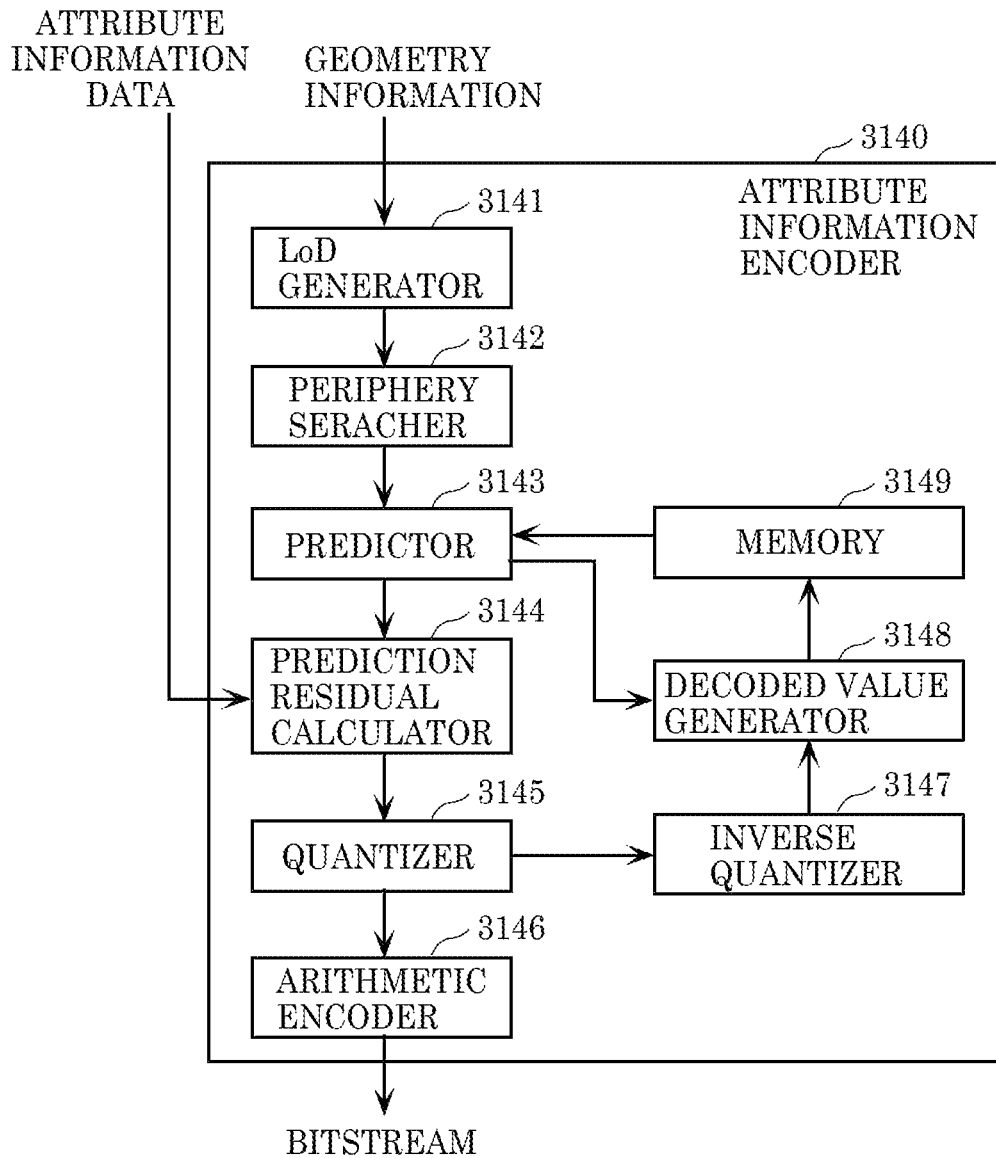 ATTRIBUTE
INFORMATION
DATA
GEOMETRY
INFORMATION
3140
ATTRIBUTE
INFORMATION
ENCODER
3141
LoD
GENERATOR
3142
PERIPHERY
SERACHER
3143
PREDICTOR
3149
MEMORY
3144
PREDICTION
RESIDUAL
CALCULATOR
3148
DECODED VALUE
GENERATOR
3145
QUANTIZER
3147
INVERSE
QUANTIZER
3146
ARITHMETIC
ENCODER
BITSTREAM